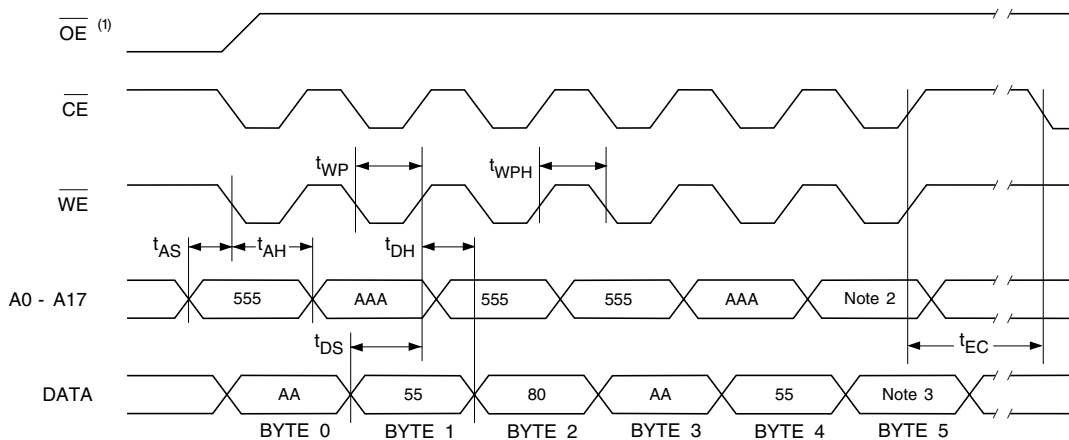 OE (1)
CE
tWP
tWPH
WE
tAS
tAH
tDH
A0 - A17
555
AAA
555
555
AAA
Note 2
tDS
tEC
DATA
AA
55
80
AA
55
Note 3
BYTE 0
BYTE 1
BYTE 2
BYTE 3
BYTE 4
BYTE 5